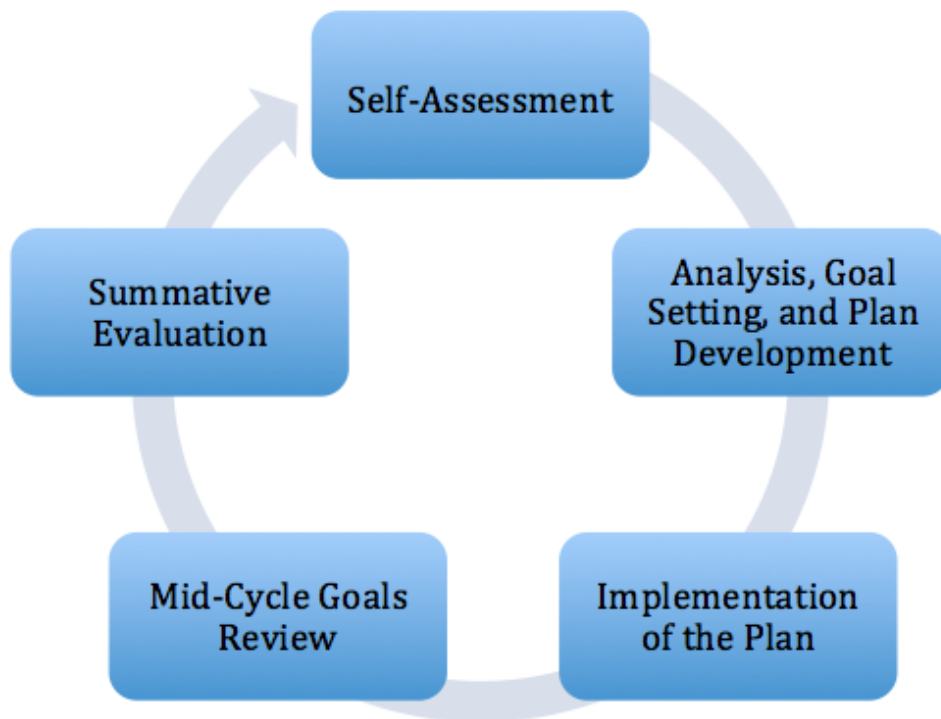 Self-Assessment
Analysis, Goal
Setting, and Plan
Development
Implementation
of the Plan
Mid-Cycle Goals
Review
Summative
Evaluation